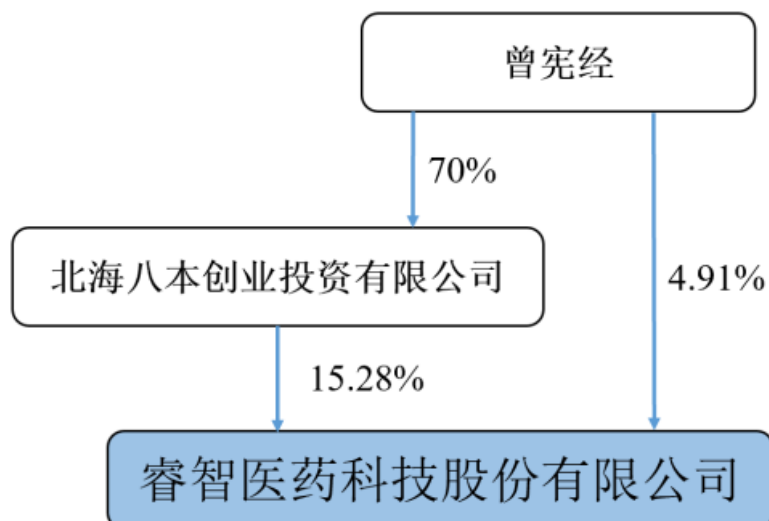 曾宪经
70%
北海八本创业投资有限公司
4.91%
15.28%
睿智医药科技股份有限公司